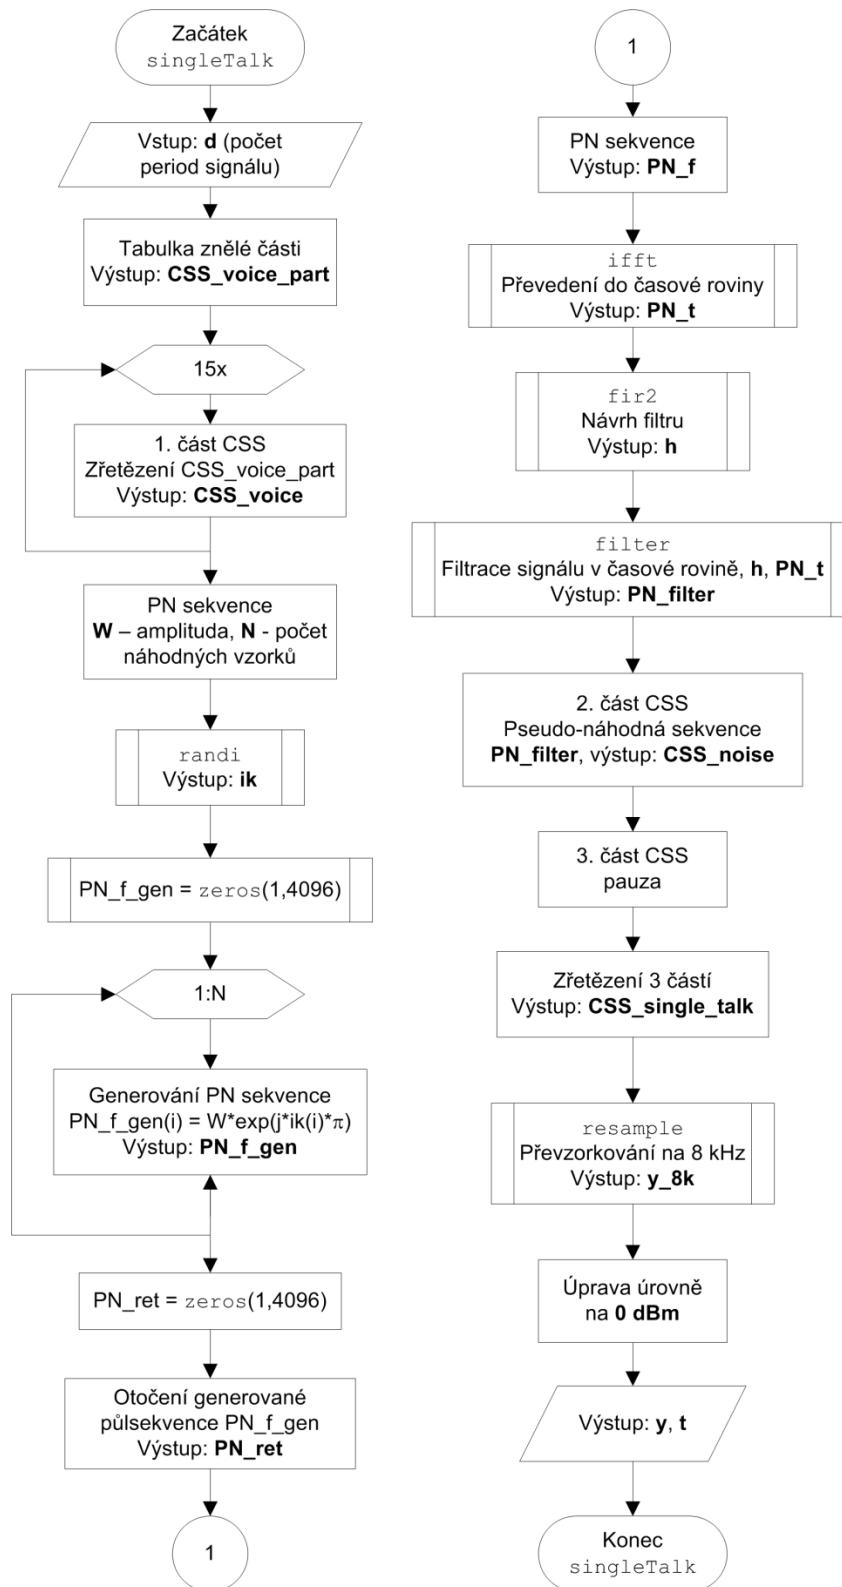 Začátek
singleTalk
Vstup: d (počet
period signálu)
Tabulka znělé části
Výstup: CSS_voice_part
15x
1. část CSS
Zřetězení CSS_voice_part
Výstup: CSS_voice
PN sekvence
W – amplituda, N - počet
náhodných vzorků
randi
Výstup: ik
PN_f_gen = zeros(1,4096)
1:N
Generování PN sekvence
PN_f_gen(i) = W*exp(j*ik(i)*π)
Výstup: PN_f_gen
PN_ret = zeros(1,4096)
Otočení generované
půlsekvence PN_f_gen
Výstup: PN_ret
1
1
PN sekvence
Výstup: PN_f
ifft
Převedení do časové roviny
Výstup: PN_t
fir2
Návrh filtru
Výstup: h
filter
Filtrace signálu v časové rovině, h, PN_t
Výstup: PN_filter
2. část CSS
Pseudo-náhodná sekvence
PN_filter, výstup: CSS_noise
3. část CSS
pauza
Zřetězení 3 částí
Výstup: CSS_single_talk
resample
Převzorkování na 8 kHz
Výstup: y_8k
Úprava úrovně
na 0 dBm
Výstup: y, t
Konec
singleTalk